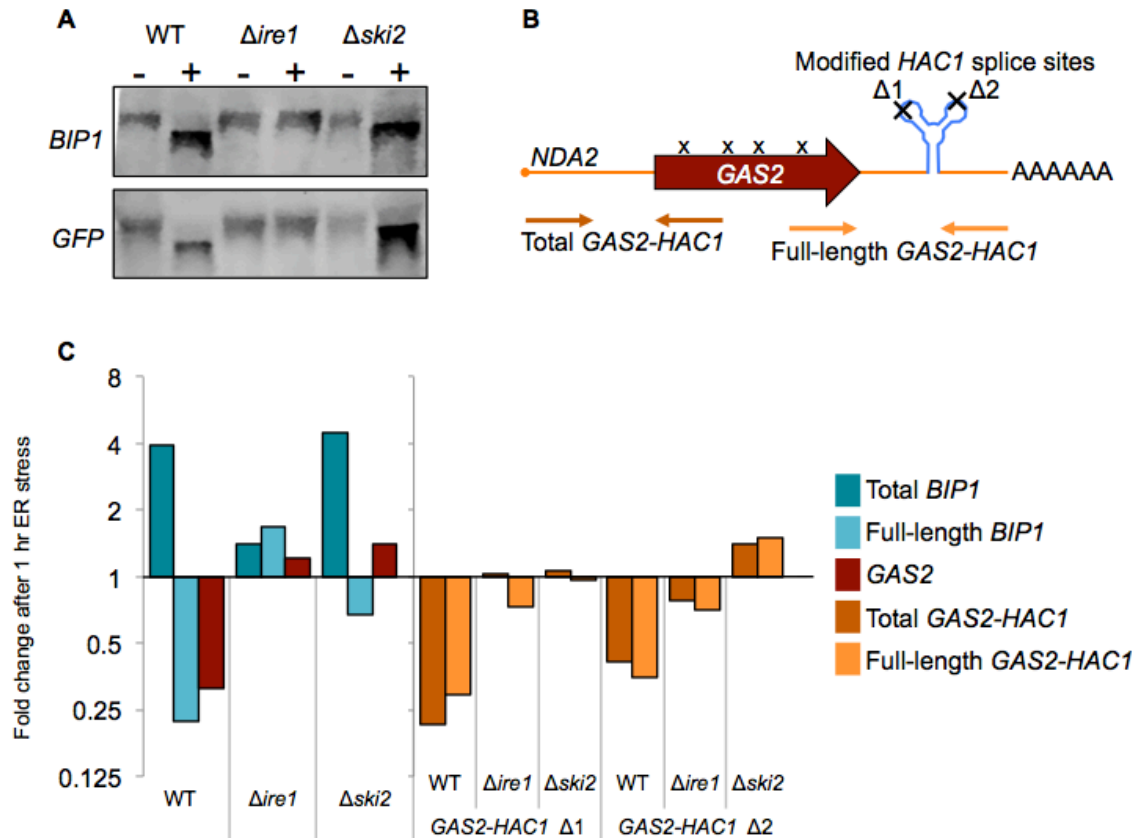 A
WT Δire1 Δski2
- + - + - +
BIP1
GFP
B
Modified HAC1 splice sites
Δ1 Δ2
x x x x
NDA2
GAS2
AAAAAA
Total GAS2-HAC1
Full-length GAS2-HAC1
C
Fold change after 1 hr ER stress
8
4
2
1
0.5
0.25
0.125
WT Δire1 Δski2
WT Δire1 Δski2
GAS2-HAC1 Δ1
WT Δire1 Δski2
GAS2-HAC1 Δ2
Total BIP1
Full-length BIP1
GAS2
Total GAS2-HAC1
Full-length GAS2-HAC1